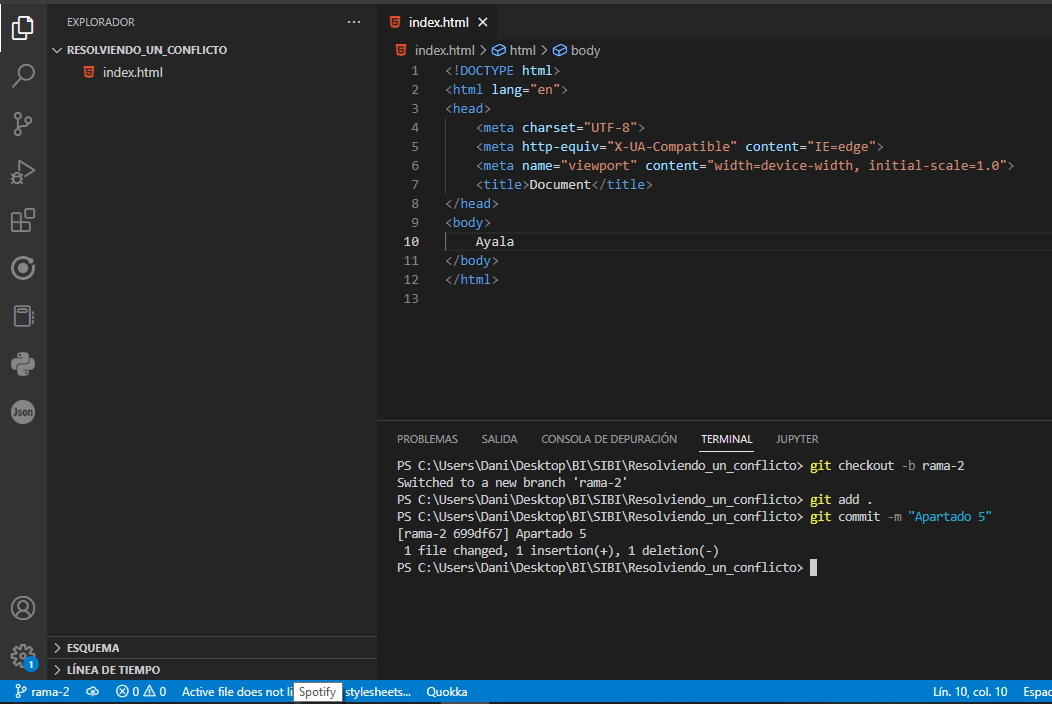 EXPLORADOR
RESOLVIENDO_UN_CONFLICTO
index.html
Json
1
ESQUEMA
LÍNEA DE TIEMPO
index.html
index.html > html > body
1 <!DOCTYPE html>
2 <html lang="en">
3 <head>
4 <meta charset="UTF-8">
5 <meta http-equiv="X-UA-Compatible" content="IE=edge">
6 <meta name="viewport" content="width=device-width, initial-scale=1.0">
7 <title>Document</title>
8 </head>
9 <body>
10 Ayala
11 </body>
12 </html>
13
PROBLEMAS SALIDA CONSOLA DE DEPURACIÓN TERMINAL JUPYTER
PS C:\Users\Dani\Desktop\BI\SIBI\Resolviendo_un_conflicto> git checkout -b rama-2
Switched to a new branch 'rama-2'
PS C:\Users\Dani\Desktop\BI\SIBI\Resolviendo_un_conflicto> git add .
PS C:\Users\Dani\Desktop\BI\SIBI\Resolviendo_un_conflicto> git commit -m "Apartado 5"
[rama-2 699df67] Apartado 5
1 file changed, 1 insertion(+), 1 deletion(-)
PS C:\Users\Dani\Desktop\BI\SIBI\Resolviendo_un_conflicto>
rama-2 0 0 Active file does not li Spotify stylesheets... Quokka Lín. 10, col. 10 Espac